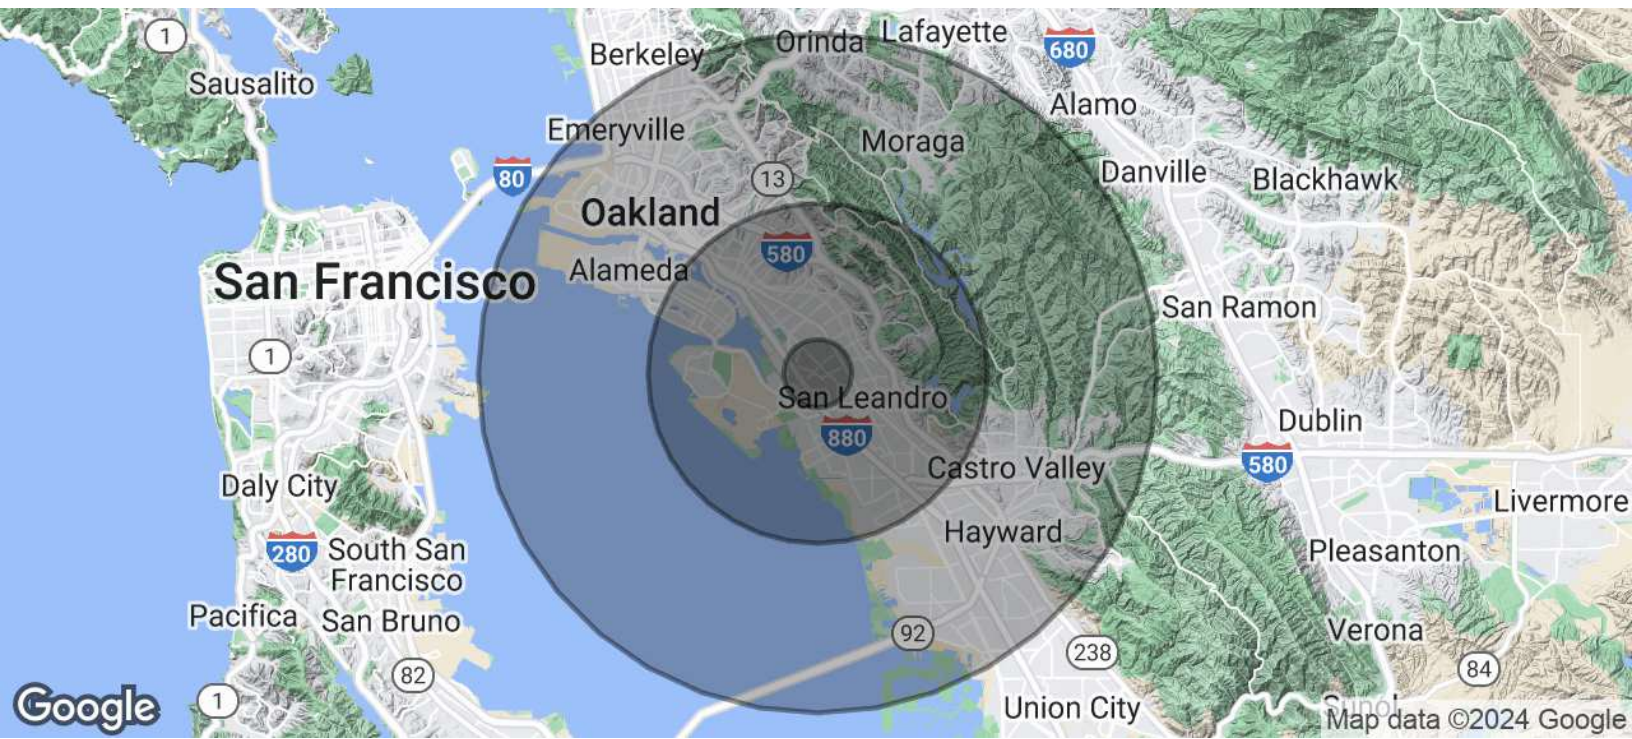 Lafayette
1
Orinda
680
Berkeley
Sausalito
Alamo
Emeryville
Moraga
80
13
Danville
Blackhawk
Oakland
580
Alameda
San Francisco
San Ramon
1
San Leandro
Dublin
880
580
Castro Valley
Daly City
Livermore
Hayward
280
South San
Francisco
Pleasanton
Pacifica
San Bruno
92
Verona
238
84
82
1
Google
Union City
Sunol
Map data ©2024 Google